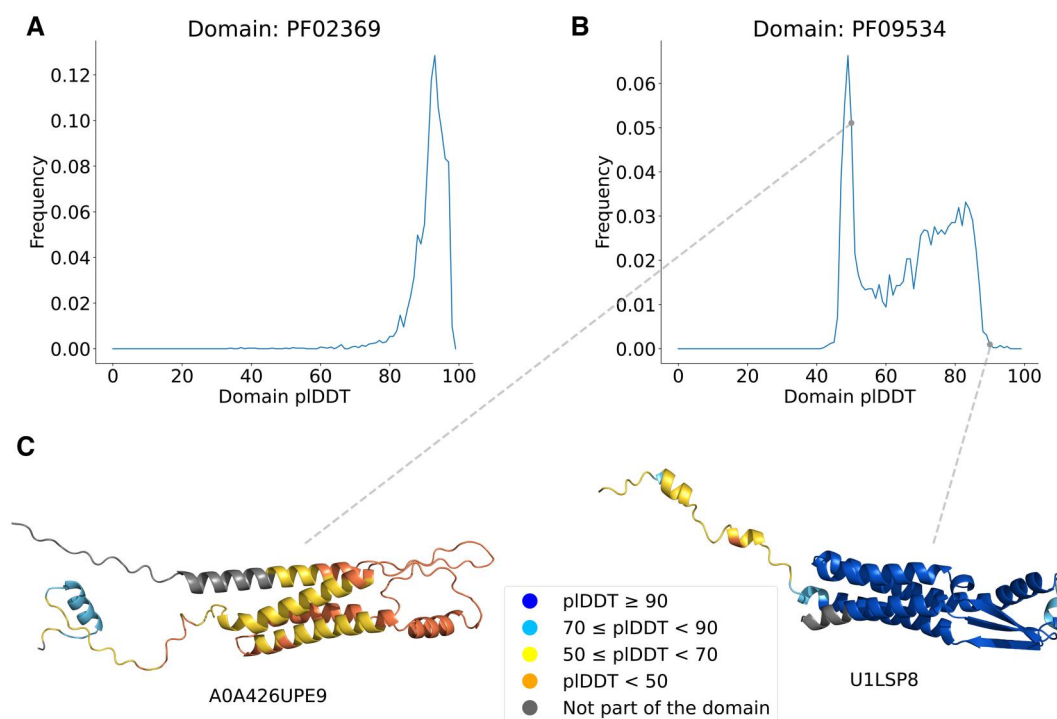 A
Domain: PF02369
Frequency
0.12
0.10
0.08
0.06
0.04
0.02
0.00
0 20 40 60 80 100
Domain plDDT
B
Domain: PF09534
Frequency
0.06
0.05
0.04
0.03
0.02
0.01
0.00
0 20 40 60 80 100
Domain plDDT
C
A0A426UPE9
plDDT ≥ 90
70 ≤ plDDT < 90
50 ≤ plDDT < 70
plDDT < 50
Not part of the domain
U1LSP8